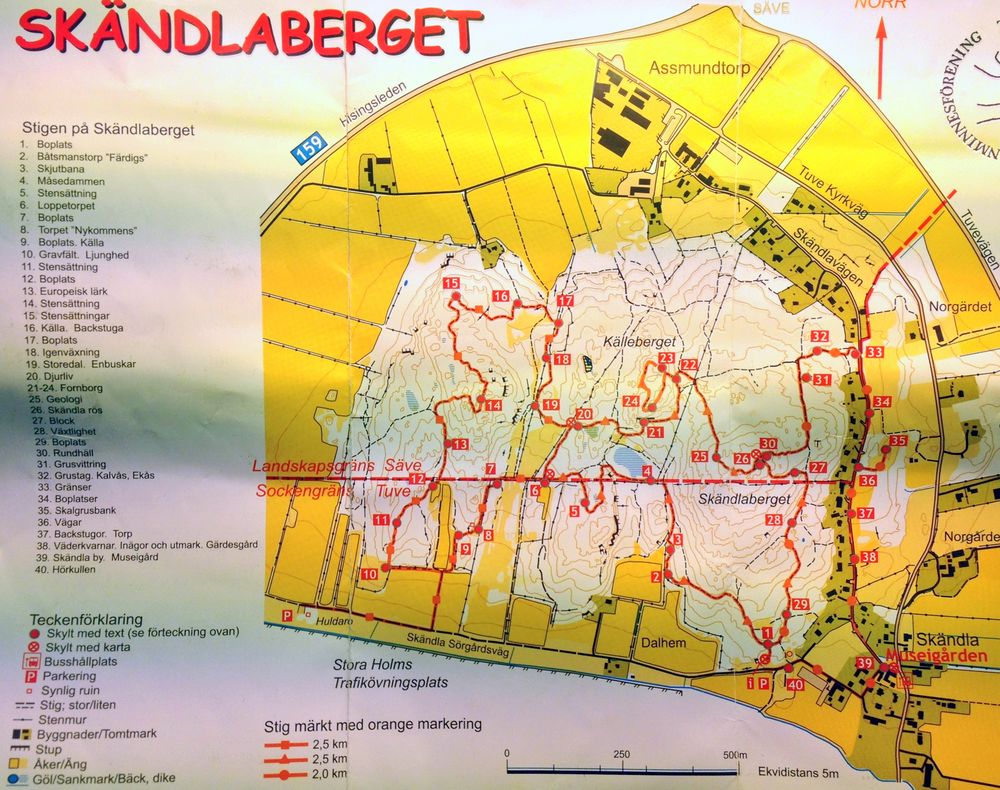 SKÄNDLABERGET
Stigen på Skändlaberget
1. Boplats
2. Båtsmanstorp "Färdigs"
3. Skjutbana
4. Måsedammen
5. Stensättning
6. Loppetorpet
7. Boplats
8. Torpet "Nykommens"
9. Boplats. Källa
10. Gravfält. Ljunghed
11. Stensättning
12. Boplats
13. Europeisk lärk
14. Stensättning
15. Stensättningar
16. Källa. Backstuga
17. Boplats
18. Igenväxning
19. Storedal. Enbuskar
20. Djurliv
21-24. Fornborg
25. Geologi
26. Skändla rös
27. Block
28. Växtlighet
29. Boplats
30. Rundhäll
31. Grusvittring
32. Grustag. Kalvås, Ekås
33. Gränser
34. Boplatser
35. Skalgrusbank
36. Vägar
37. Backstugor. Torp
38. Väderkvarnar. Inägor och utmark. Gärdesgård
39. Skändla by. Museigård
40. Hörkullen
Teckenförklaring
Skylt med text (se förteckning ovan)
Skylt med karta
Busshållplats
P Parkering
Synlig ruin
Stig; stor/liten
Stenmur
Byggnader/Tomtmark
Stup
Åker/Äng
Göl/Sankmark/Bäck, dike
SÄVE
NORR
MINNESFÖRENING
Assmundtorp
Hisingsleden
159
Tuve Kyrkväg
Skändlavägen
Tuvevägen
Norgärdet
Källeberget
15
16
17
18
19
20
21
22
23
24
32
33
31
34
14
13
35
25
26
30
27
36
Landskapsgräns Säve
Sockengräns Tuve
12
7
6
4
Skändlaberget
5
11
8
9
10
3
2
28
37
38
29
1
Norgärde
P
Huldaro
Skändla Sörgårdsväg
Dalhem
Skändla
Museigården
39
40
i P
Stora Holms
Trafikövningsplats
Stig märkt med orange markering
2,5 km
2,5 km
2,0 km
0 250 500m
Ekvidistans 5m